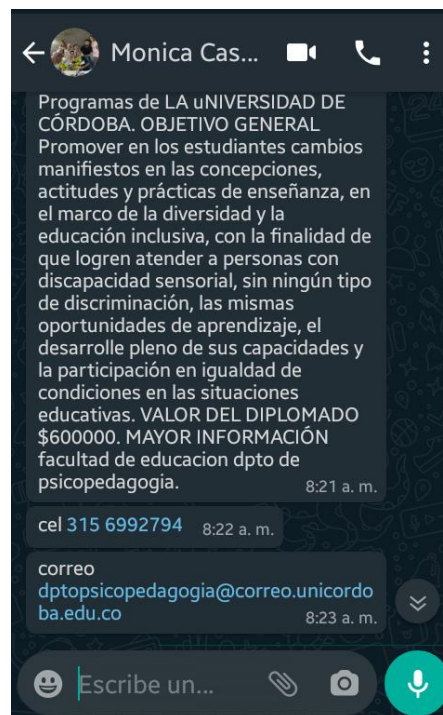 Monica Cas...
Programas de LA uNIVERSIDAD DE
CÓRDOBA. OBJETIVO GENERAL
Promover en los estudiantes cambios
manifiestos en las concepciones,
actitudes y prácticas de enseñanza, en
el marco de la diversidad y la
educación inclusiva, con la finalidad de
que logren atender a personas con
discapacidad sensorial, sin ningún tipo
de discriminación, las mismas
oportunidades de aprendizaje, el
desarrolle pleno de sus capacidades y
la participación en igualdad de
condiciones en las situaciones
educativas. VALOR DEL DIPLOMADO
$600000. MAYOR INFORMACIÓN
facultad de educacion dpto de
psicopedagogia. 8:21 a. m.
cel 315 6992794 8:22 a. m.
correo
dptopsicopedagogia@correo.unicordo
ba.edu.co 8:23 a. m.
Escribe un...